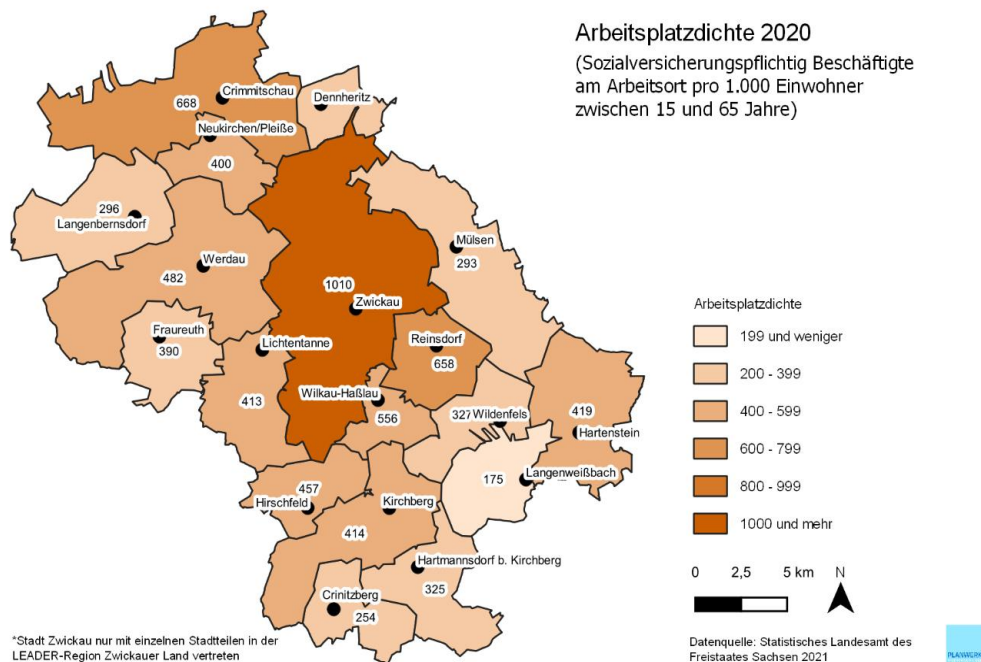 Arbeitsplatzdichte 2020
(Sozialversicherungspflichtig Beschäftigte
am Arbeitsort pro 1.000 Einwohner
zwischen 15 und 65 Jahre)
Crimmitschau
668
Dennheritz
Neukirchen/Pleiße
400
296
Langenbernsdorf
Mülsen
293
Werdau
482
1010
Zwickau
Fraureuth
390
Lichtentanne
413
Reinsdorf
658
Wilkau-Haßlau
556
327
Wildenfels
419
Hartenstein
175
Langenweißbach
457
Hirschfeld
Kirchberg
414
Hartmannsdorf b. Kirchberg
325
Crinitzberg
254
Arbeitsplatzdichte
199 und weniger
200 - 399
400 - 599
600 - 799
800 - 999
1000 und mehr
0 2,5 5 km N
*Stadt Zwickau nur mit einzelnen Stadtteilen in der
LEADER-Region Zwickauer Land vertreten
Datenquelle: Statistisches Landesamt des
Freistaates Sachsen 2021
PLANWERK